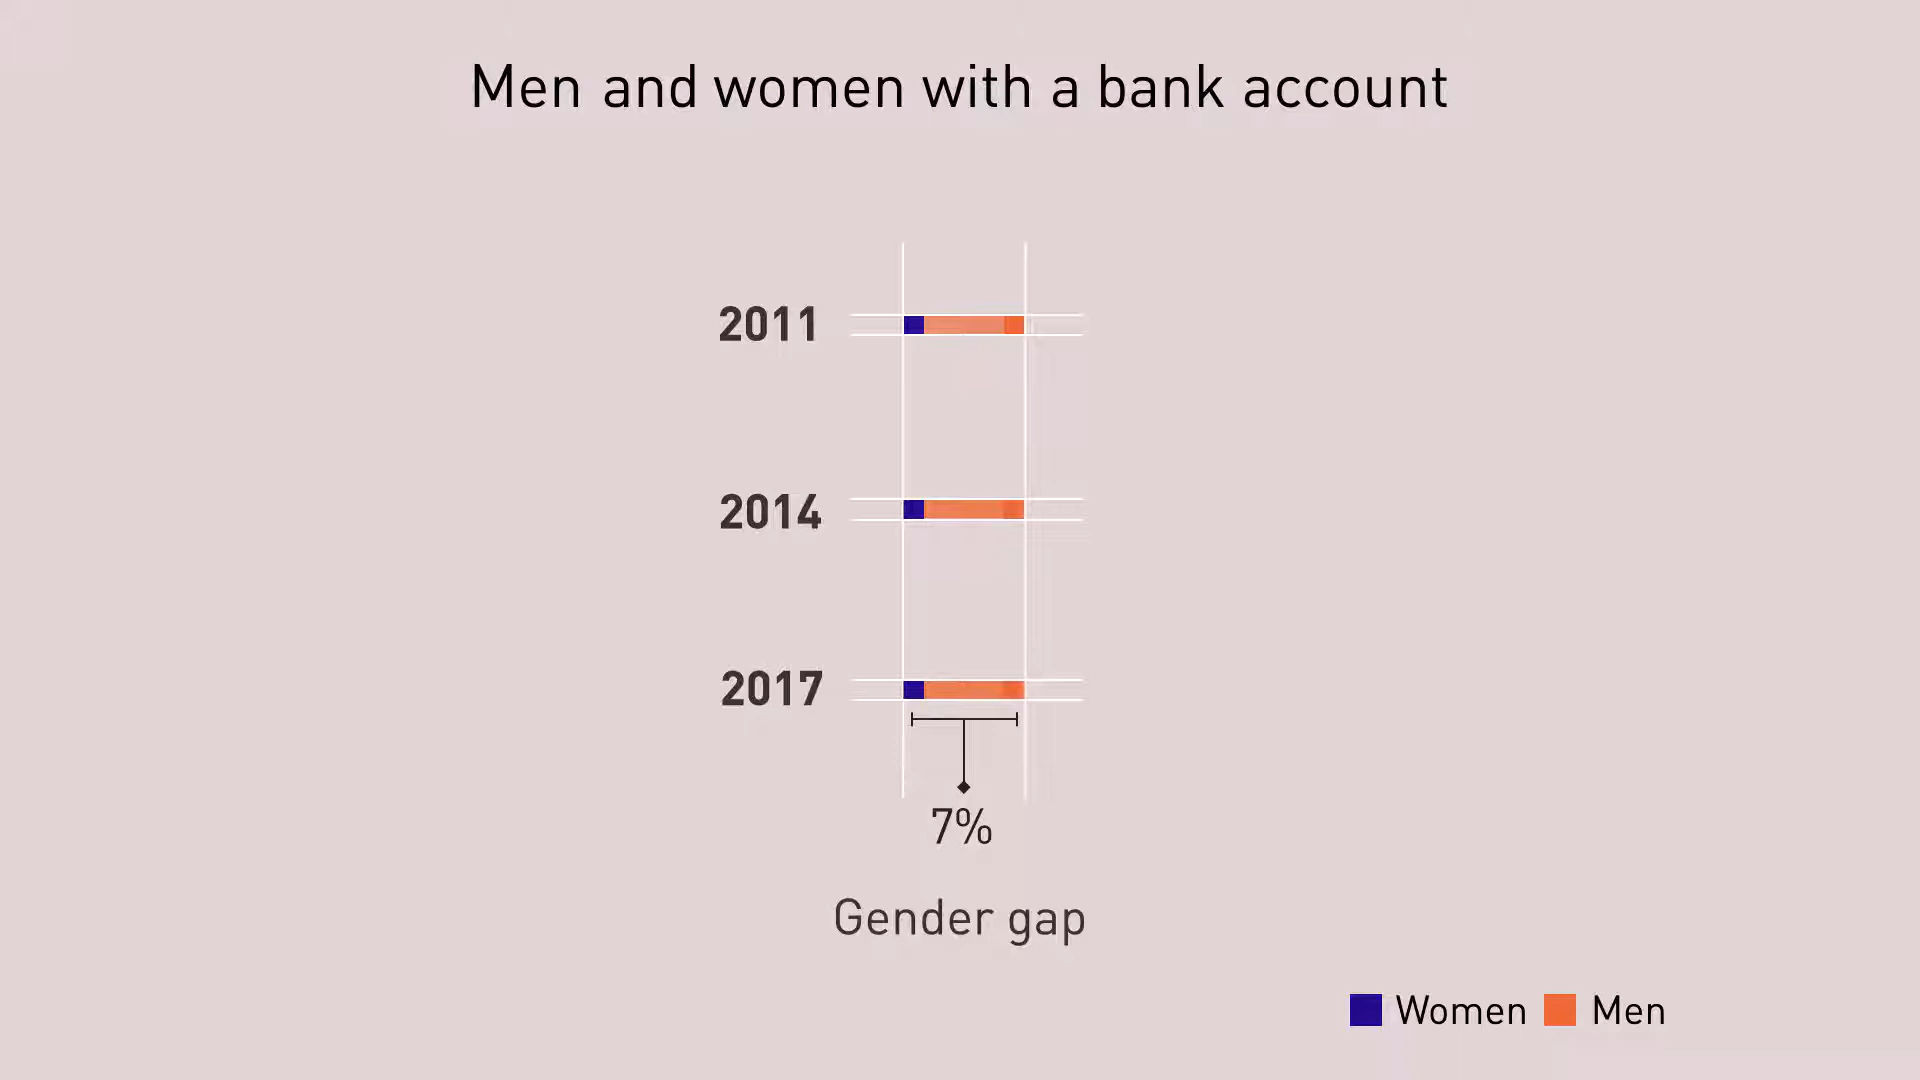 Men and women with a bank account
2011
2014
2017
7%
Gender gap
Women Men